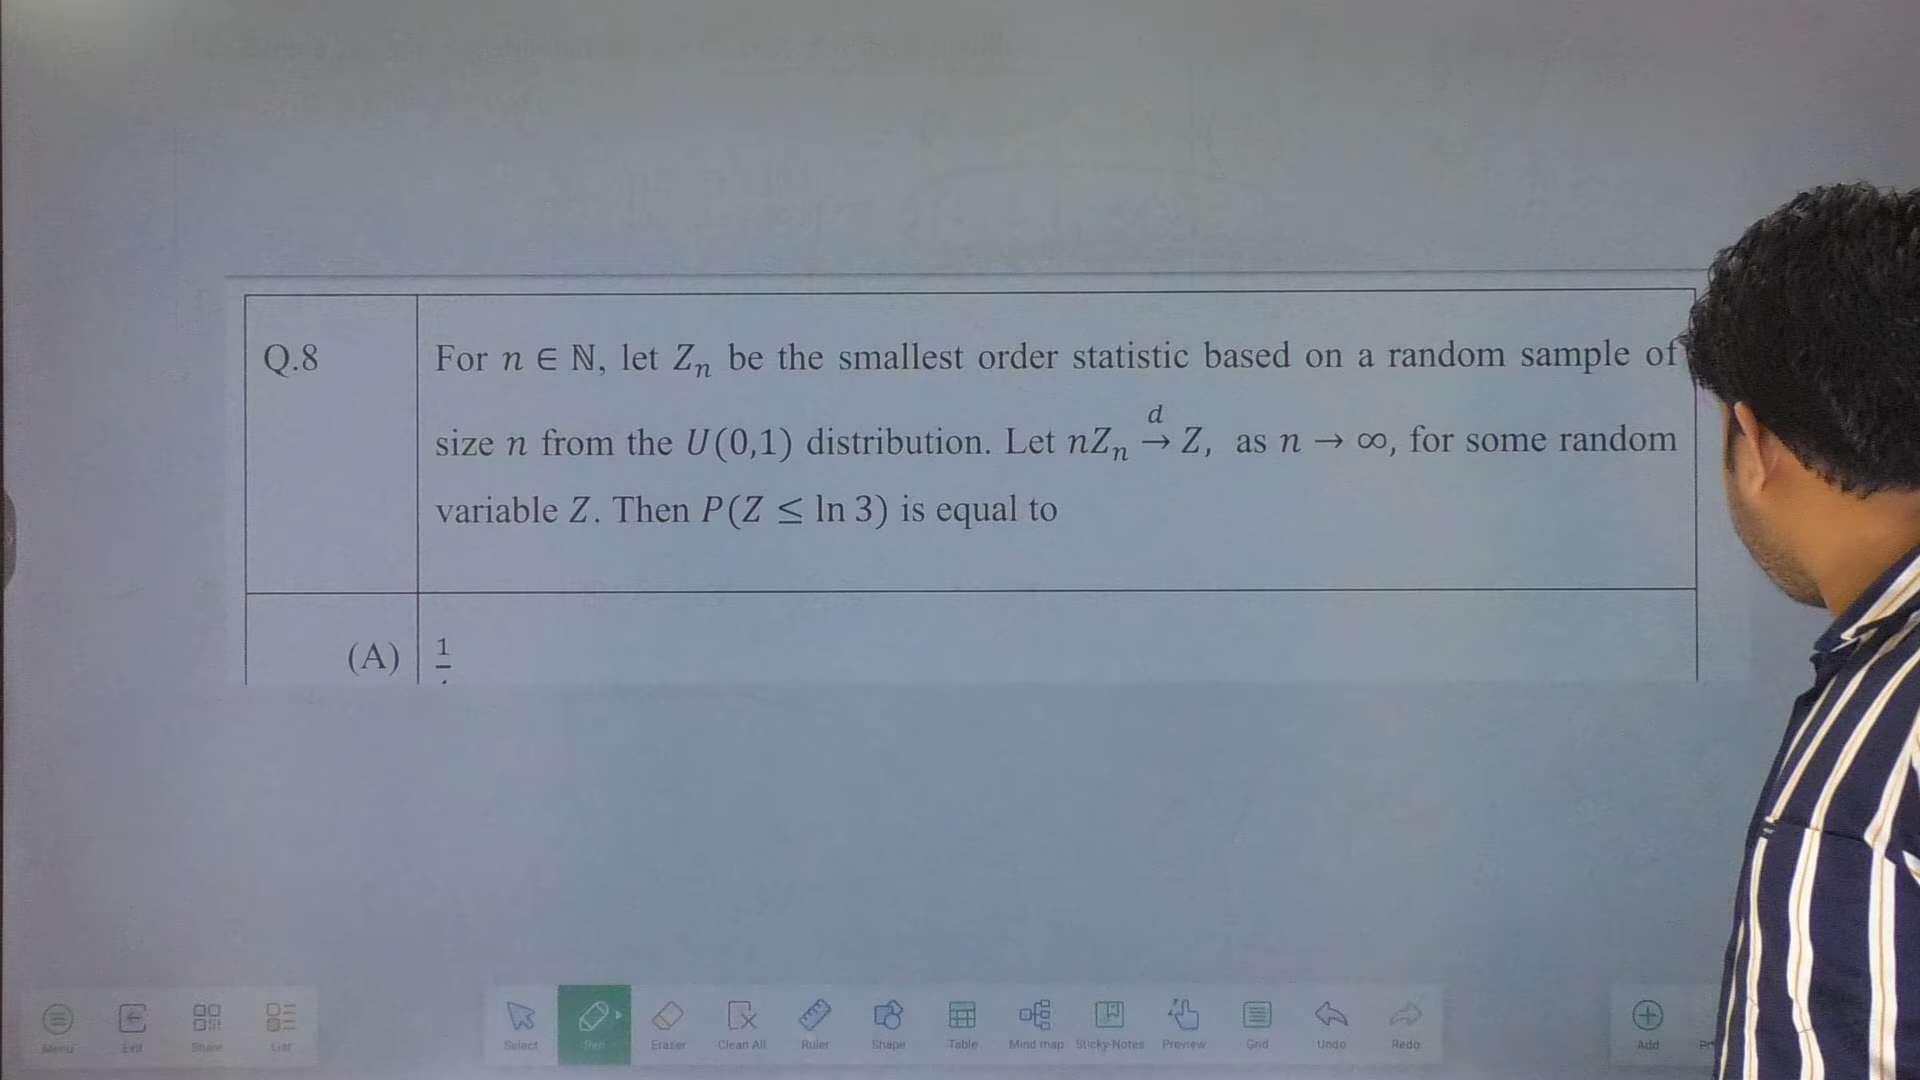 Q.8
For n ∈ ℕ, let Zₙ be the smallest order statistic based on a random sample of
size n from the U(0,1) distribution. Let nZₙ →ᵈ Z, as n → ∞, for some random
variable Z. Then P(Z ≤ ln 3) is equal to
(A) 1
Menu Exit Share List Select Pen Eraser Clean All Ruler Shape Table Mind map Sticky Notes Preview Grid Undo Redo Add